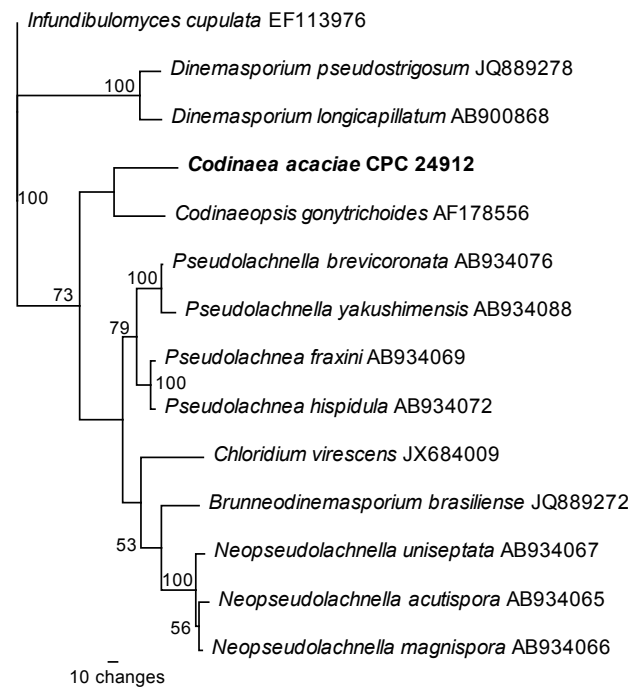 Infundibulomyces cupulata EF113976
Dinemasporium pseudostrigosum JQ889278
100
Dinemasporium longicapillatum AB900868
Codinaea acaciae CPC 24912
100
Codinaeopsis gonytrichoides AF178556
Pseudolachnella brevicoronata AB934076
100
73
Pseudolachnella yakushimensis AB934088
79
Pseudolachnea fraxini AB934069
100
Pseudolachnea hispidula AB934072
Chloridium virescens JX684009
Brunneodinemasporium brasiliense JQ889272
53
Neopseudolachnella uniseptata AB934067
100
Neopseudolachnella acutispora AB934065
56
Neopseudolachnella magnispora AB934066
10 changes